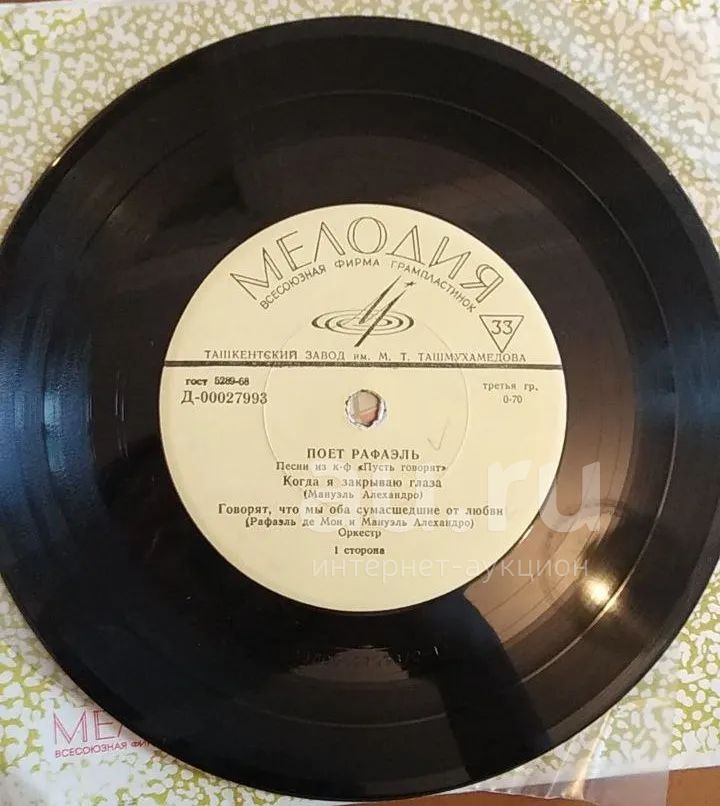 МЕЛОДИЯ
ВСЕСОЮЗНАЯ ФИРМА ГРАМПЛАСТИНОК
33
ТАШКЕНТСКИЙ ЗАВОД им. М. Т. ТАШМУХАМЕДОВА
гост 5289-68
Д-00027993
третья гр.
0-70
ПОЕТ РАФАЭЛЬ
Песни из к-ф «Пусть говорят»
Когда я закрываю глаза
(Мануэль Алехандро)
Говорят, что мы оба сумасшедшие от любви
(Рафаэль де Мон и Мануэль Алехандро)
Оркестр
1 сторона
.ru
интернет-аукцион
МЕ
ВСЕСОЮЗНАЯ